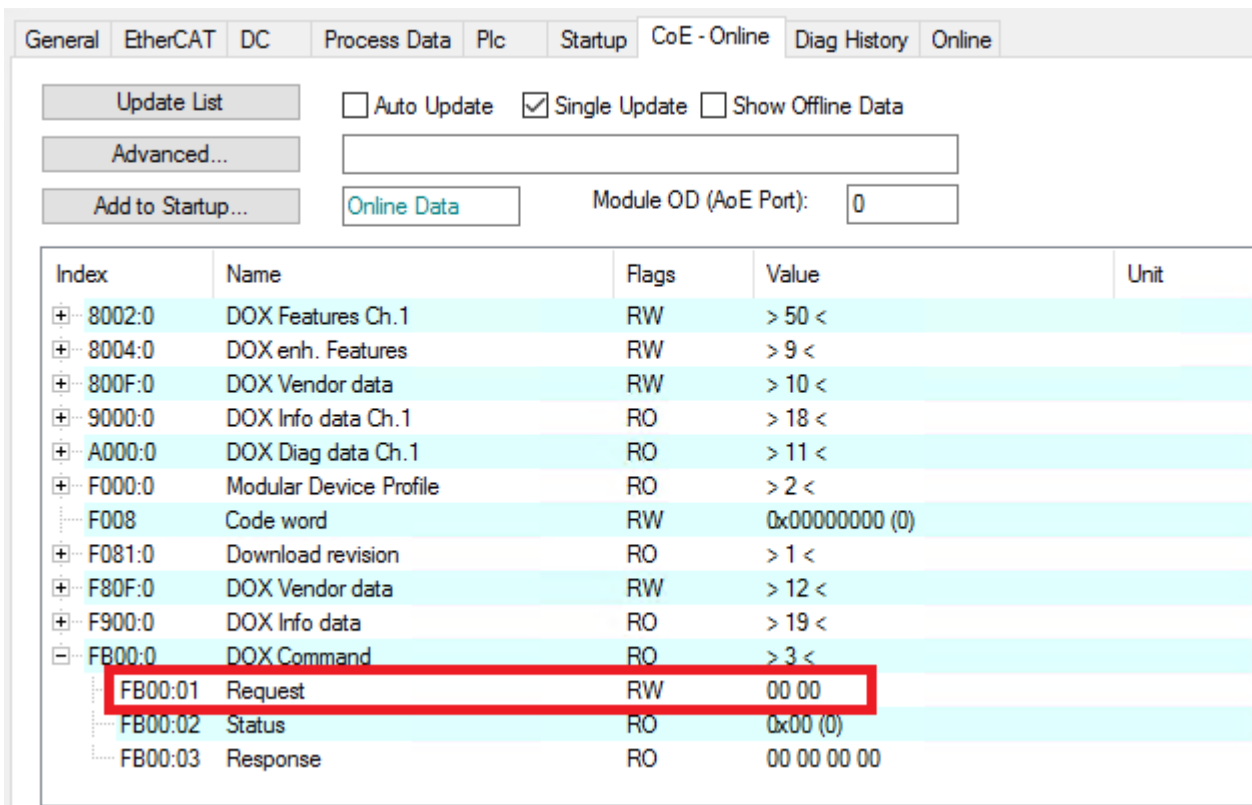 General EtherCAT DC Process Data Plc Startup CoE - Online Diag History Online
Update List Auto Update Single Update Show Offline Data
Advanced...
Add to Startup... Online Data Module OD (AoE Port): 0
Index Name Flags Value Unit
8002:0 DOX Features Ch.1 RW > 50 <
8004:0 DOX enh. Features RW > 9 <
800F:0 DOX Vendor data RW > 10 <
9000:0 DOX Info data Ch.1 RO > 18 <
A000:0 DOX Diag data Ch.1 RO > 11 <
F000:0 Modular Device Profile RO > 2 <
F008 Code word RW 0x00000000 (0)
F081:0 Download revision RO > 1 <
F80F:0 DOX Vendor data RW > 12 <
F900:0 DOX Info data RO > 19 <
FB00:0 DOX Command RO > 3 <
FB00:01 Request RW 00 00
FB00:02 Status RO 0x00 (0)
FB00:03 Response RO 00 00 00 00